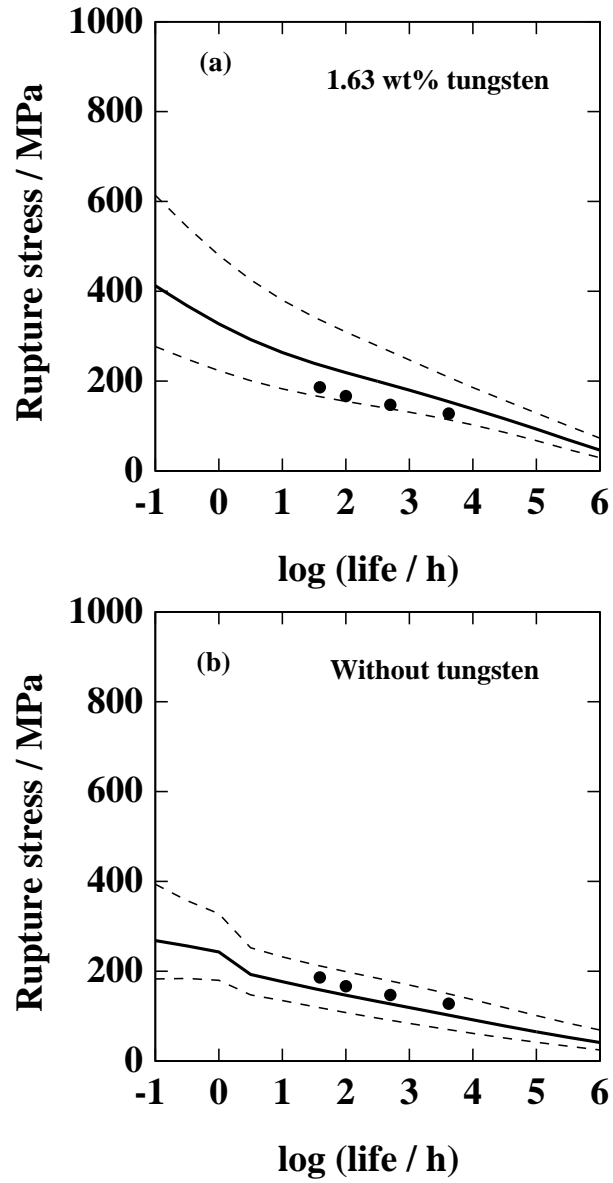 1000
(a)
1.63 wt% tungsten
800
600
400
200
0
Rupture stress / MPa
-1 0 1 2 3 4 5 6
log (life / h)
1000
(b)
Without tungsten
800
600
400
200
0
Rupture stress / MPa
-1 0 1 2 3 4 5 6
log (life / h)